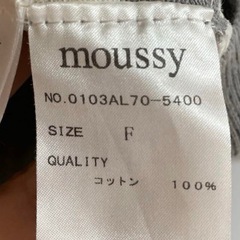 moussy
NO.0103AL70-5400
SIZE F
QUALITY
コットン 100%